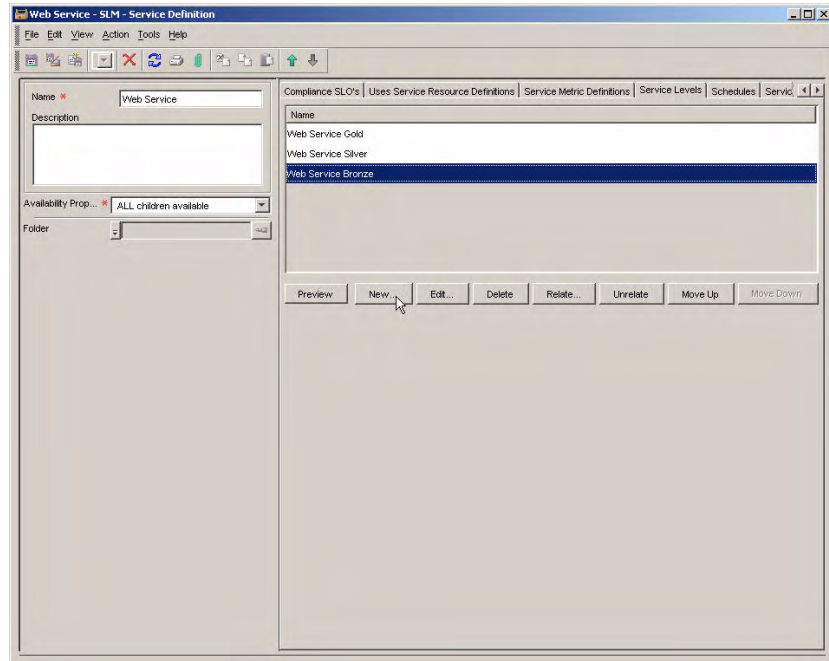 Web Service - SLM - Service Definition
File Edit View Action Tools Help
Name *
Web Service
Description
Availability Prop... *
ALL children available
Folder
Compliance SLO's
Uses Service Resource Definitions
Service Metric Definitions
Service Levels
Schedules
Servic
Name
Web Service Gold
Web Service Silver
Web Service Bronze
Preview
New...
Edit...
Delete
Relate...
Unrelate
Move Up
Move Down